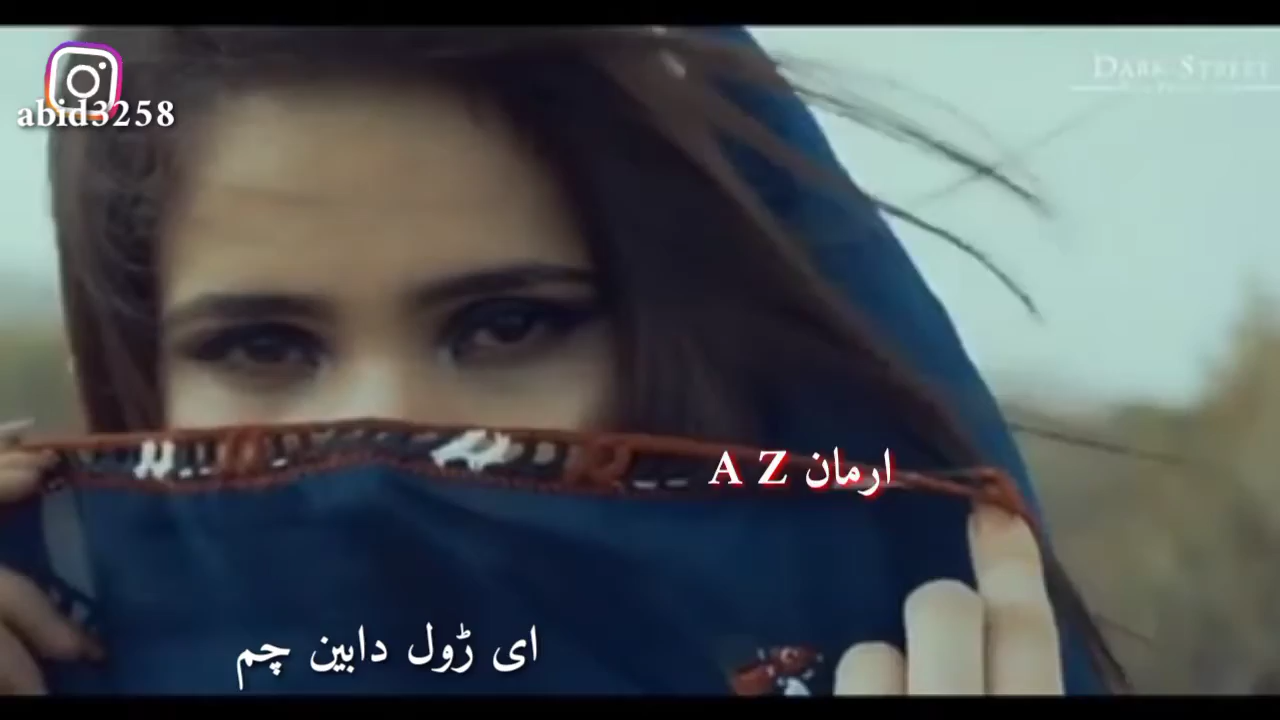 abid3258
DARK STREET
ارمان A Z
ای ڑول دابین چم